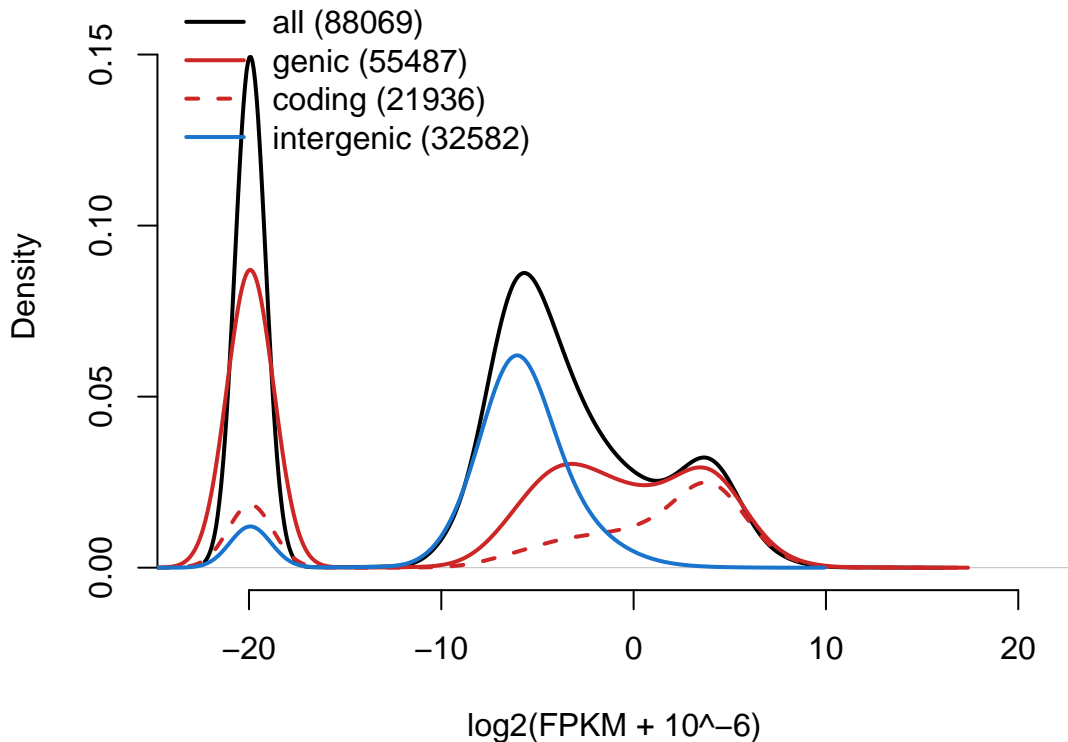 all (88069)
genic (55487)
coding (21936)
intergenic (32582)
0.15
0.10
0.05
0.00
Density
−20
−10
0
10
20
log2(FPKM + 10^−6)